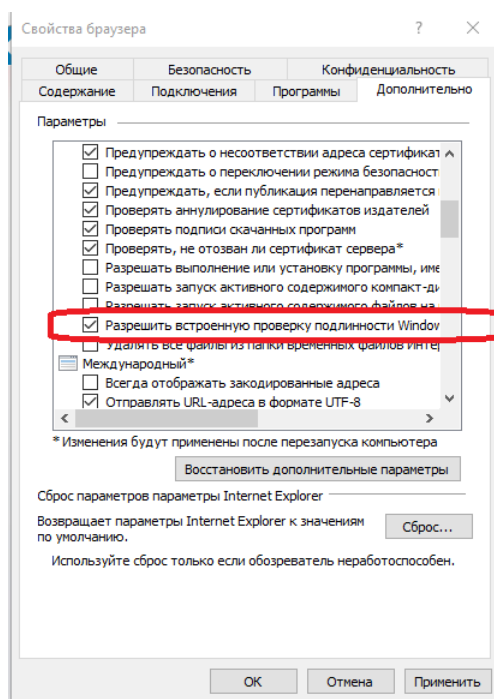 Свойства браузера ? ×
Общие Безопасность Конфиденциальность
Содержание Подключения Программы Дополнительно
Параметры
Предупреждать о несоответствии адреса сертификат
Предупреждать о переключении режима безопасност
Предупреждать, если публикация перенаправляется
Проверять аннулирование сертификатов издателей
Проверять подписи скачанных программ
Проверять, не отозван ли сертификат сервера*
Разрешать выполнение или установку программы, име
Разрешать запуск активного содержимого компакт-ди
Разрешать запуск активного содержимого файлов на
Разрешить встроенную проверку подлинности Window
Удалять все файлы из папки временных файлов Интер
Международный*
Всегда отображать закодированные адреса
Отправлять URL-адреса в формате UTF-8
* Изменения будут применены после перезапуска компьютера
Восстановить дополнительные параметры
Сброс параметров параметры Internet Explorer
Возвращает параметры Internet Explorer к значениям
по умолчанию.
Сброс...
Используйте сброс только если обозреватель неработоспособен.
ОК Отмена Применить